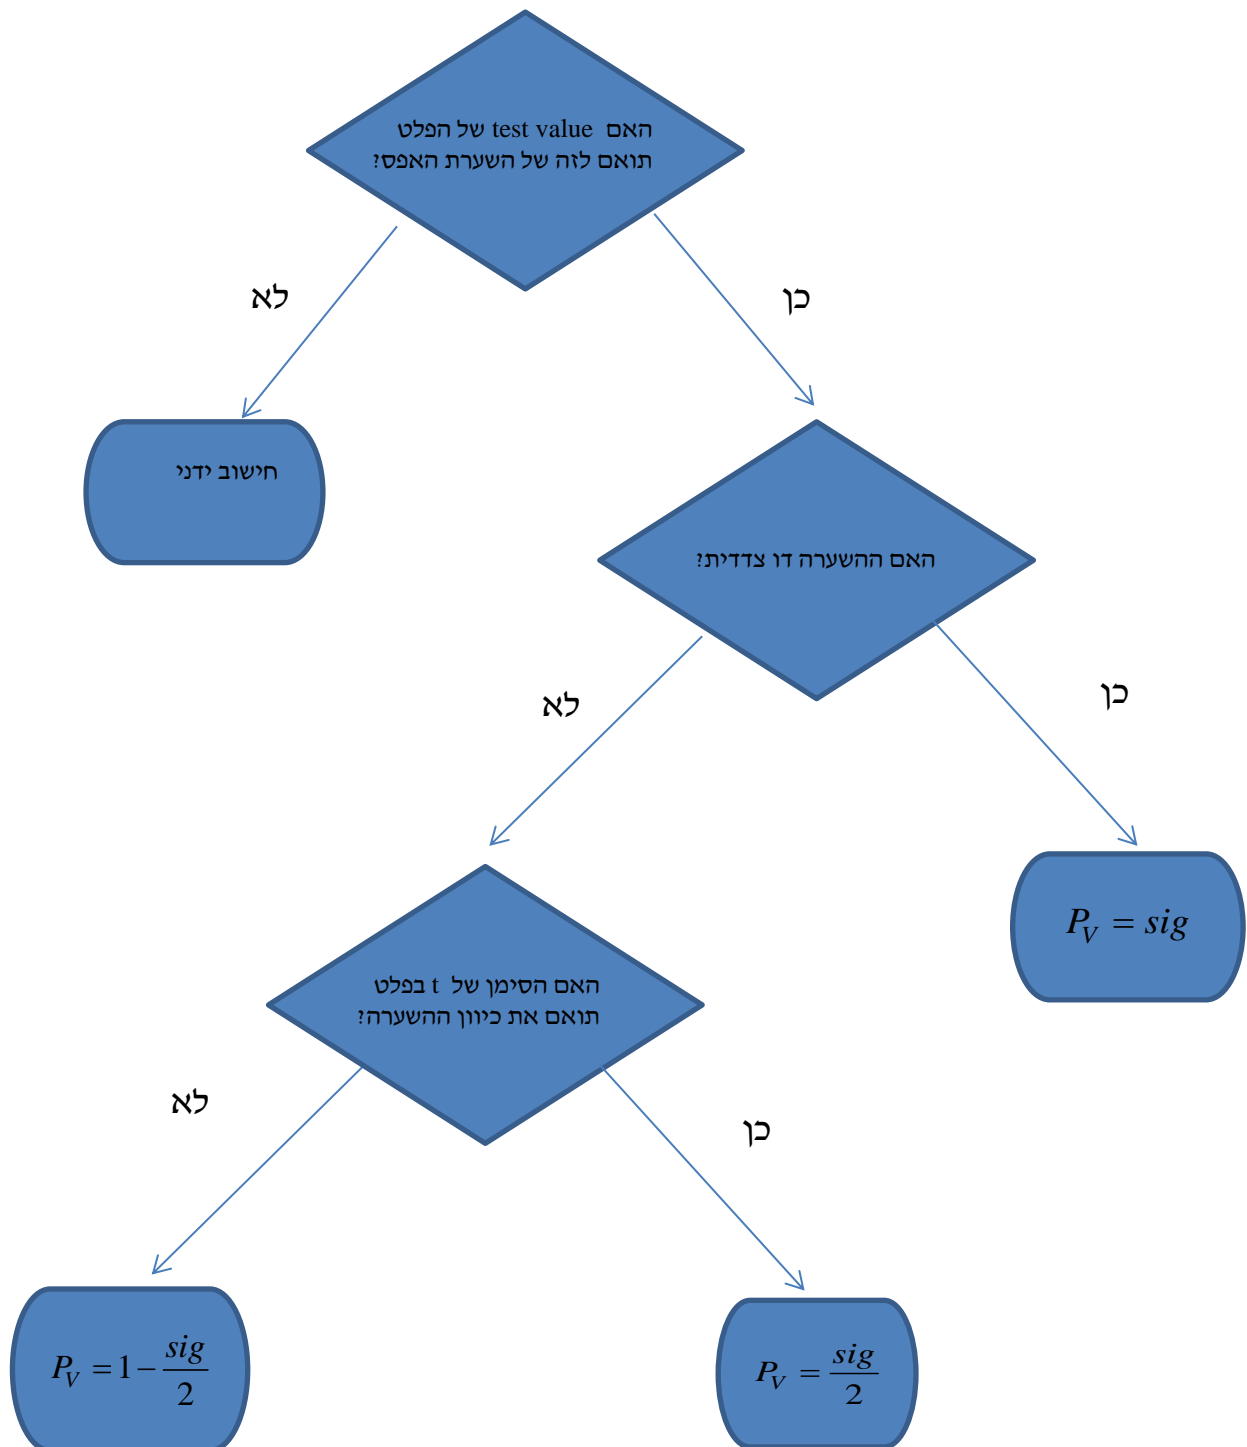 האם test value של הפלט
תואם לזה של השערת האפס?
לא
כן
חישוב ידני
האם ההשערה דו צדדית?
לא
כן
P_V = sig
האם הסימן של t בפלט
תואם את כיוון ההשערה?
לא
כן
P_V = 1 − sig/2
P_V = sig/2